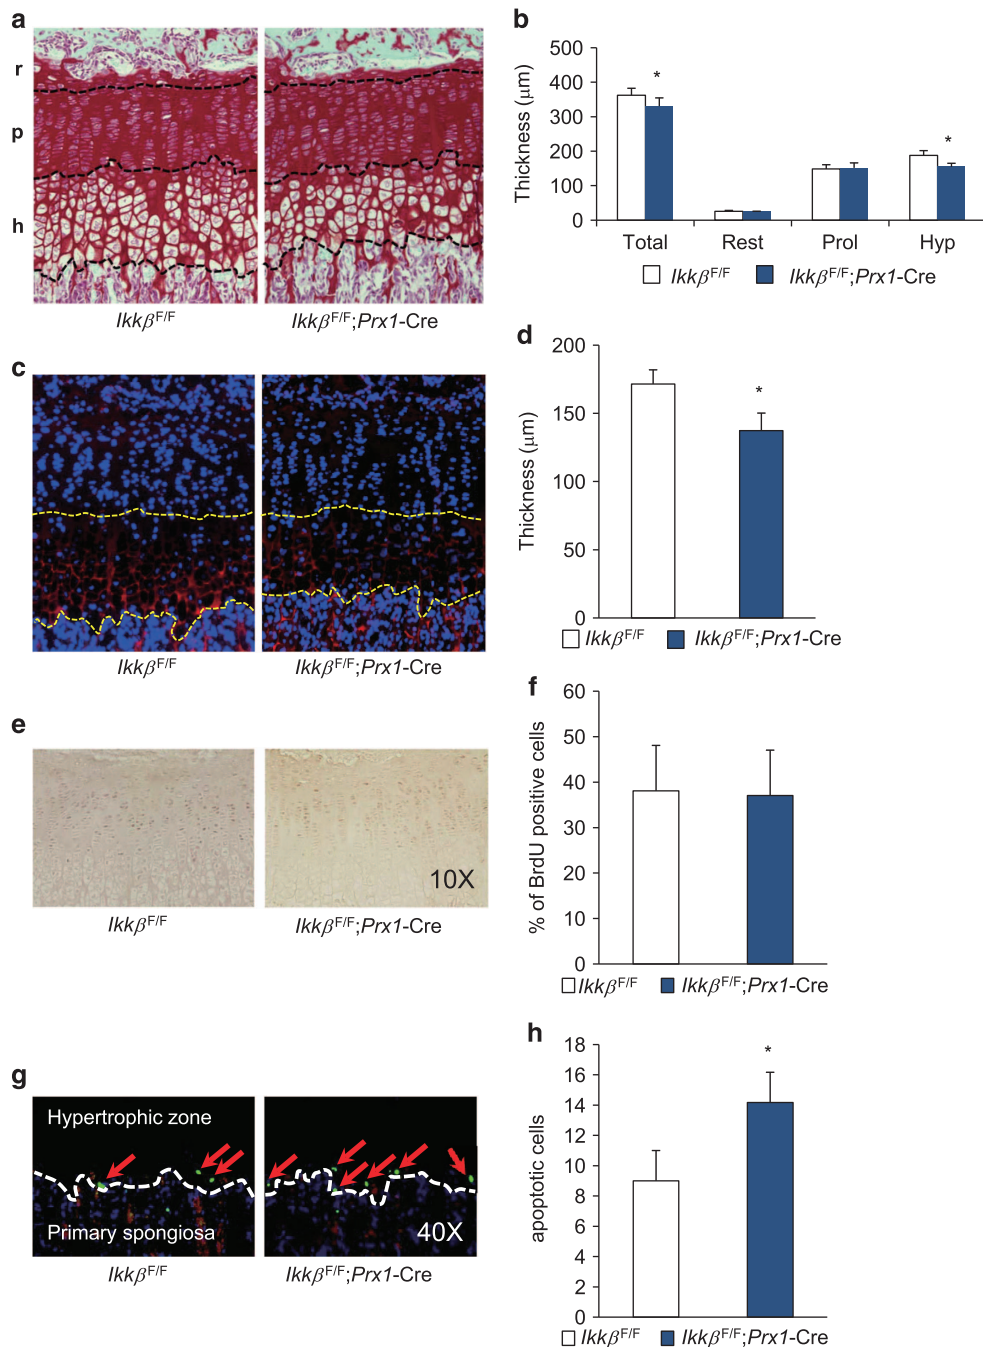 a
r
p
h
IkkβF/F
IkkβF/F;Prx1-Cre
b
Thickness (μm)
500
400
300
200
100
0
*
*
Total Rest Prol Hyp
IkkβF/F IkkβF/F;Prx1-Cre
c
IkkβF/F
IkkβF/F;Prx1-Cre
d
Thickness (μm)
200
150
100
50
0
*
IkkβF/F IkkβF/F;Prx1-Cre
e
10X
IkkβF/F
IkkβF/F;Prx1-Cre
f
% of BrdU positive cells
60
50
40
30
20
10
0
IkkβF/F IkkβF/F;Prx1-Cre
g
Hypertrophic zone
Primary spongiosa
40X
IkkβF/F
IkkβF/F;Prx1-Cre
h
apoptotic cells
18
16
14
12
10
8
6
4
2
0
*
IkkβF/F IkkβF/F;Prx1-Cre